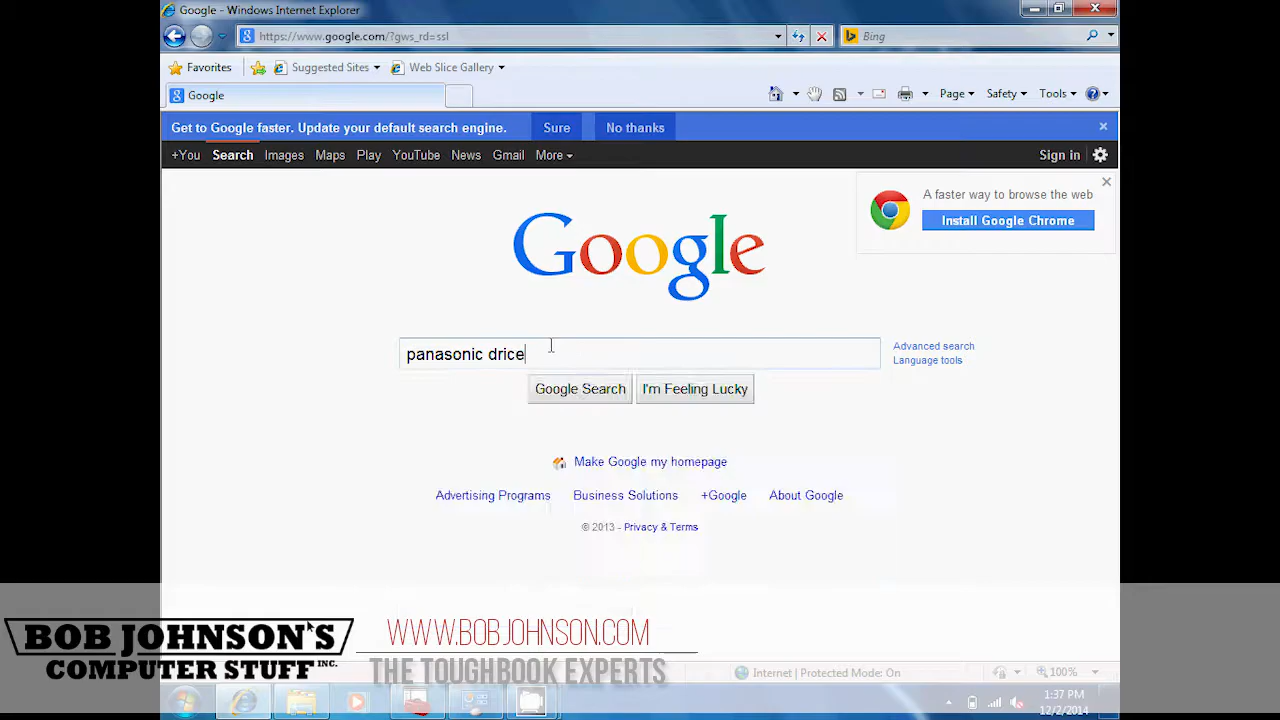 Google - Windows Internet Explorer
https://www.google.com/?gws_rd=ssl
Bing
Favorites Suggested Sites Web Slice Gallery
Google
Page Safety Tools
Get to Google faster. Update your default search engine. Sure No thanks
+You Search Images Maps Play YouTube News Gmail More Sign in
A faster way to browse the web
Install Google Chrome
Google
panasonic drice
Advanced search
Language tools
Google Search I'm Feeling Lucky
Make Google my homepage
Advertising Programs Business Solutions +Google About Google
© 2013 - Privacy & Terms
BOB JOHNSON'S
COMPUTER STUFF INC.
WWW.BOBJOHNSON.COM
THE TOUGHBOOK EXPERTS
Internet | Protected Mode: On
100%
1:37 PM
12/2/2014